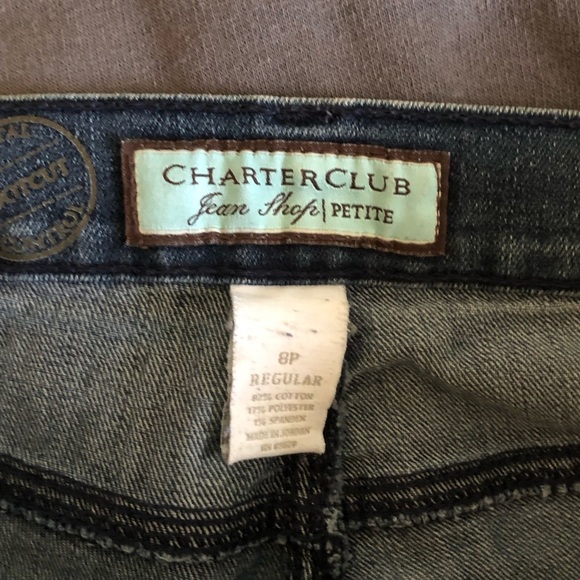 CHARTER CLUB
Jean Shop | PETITE
8P
REGULAR
82% COTTON
17% POLYESTER
1% SPANDEX
MADE IN JORDAN